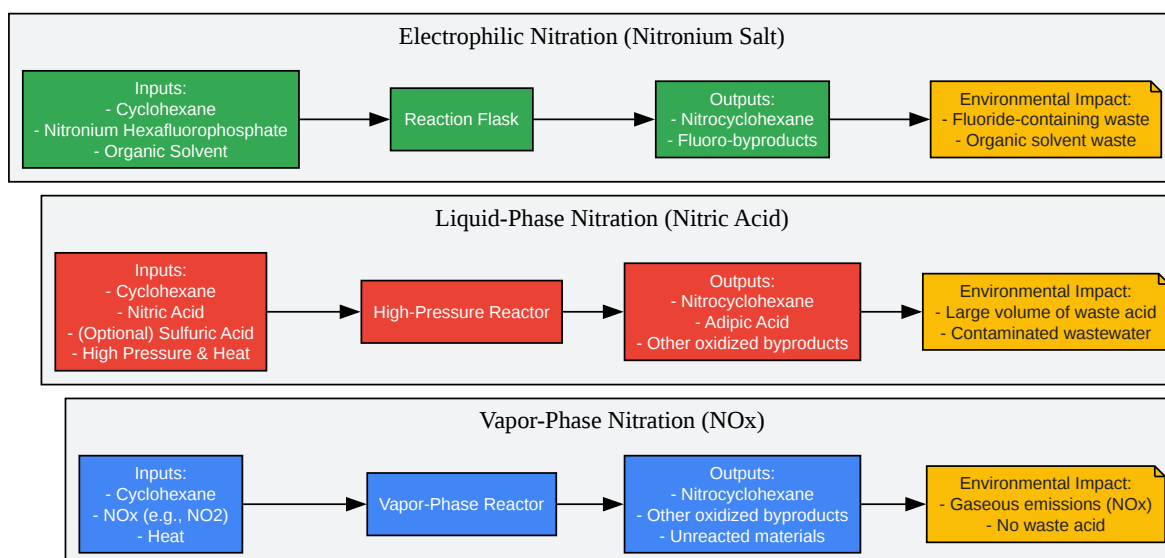 Electrophilic Nitration (Nitronium Salt)
Inputs:
- Cyclohexane
- Nitronium Hexafluorophosphate
- Organic Solvent
Reaction Flask
Outputs:
- Nitrocyclohexane
- Fluoro-byproducts
Environmental Impact:
- Fluoride-containing waste
- Organic solvent waste
Liquid-Phase Nitration (Nitric Acid)
Inputs:
- Cyclohexane
- Nitric Acid
- (Optional) Sulfuric Acid
- High Pressure & Heat
High-Pressure Reactor
Outputs:
- Nitrocyclohexane
- Adipic Acid
- Other oxidized byproducts
Environmental Impact:
- Large volume of waste acid
- Contaminated wastewater
Vapor-Phase Nitration (NOx)
Inputs:
- Cyclohexane
- NOx (e.g., NO2)
- Heat
Vapor-Phase Reactor
Outputs:
- Nitrocyclohexane
- Other oxidized byproducts
- Unreacted materials
Environmental Impact:
- Gaseous emissions (NOx)
- No waste acid